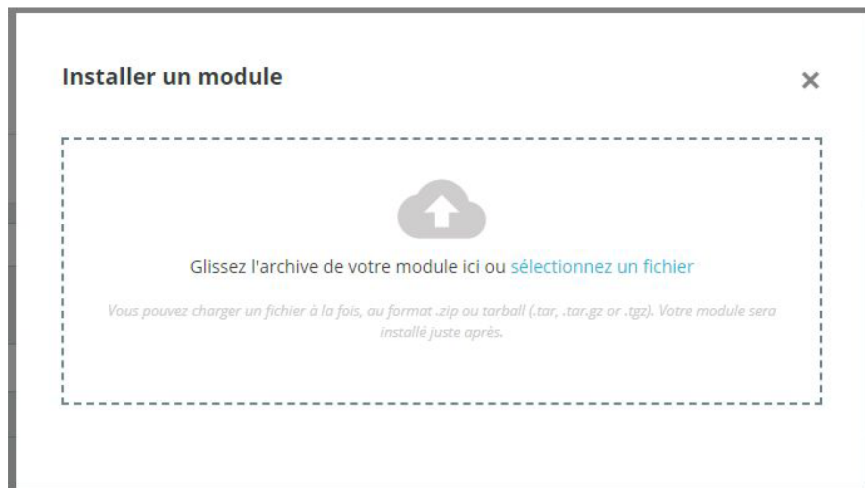 Installer un module
Glissez l'archive de votre module ici ou sélectionnez un fichier
Vous pouvez charger un fichier à la fois, au format .zip ou tarball (.tar, .tar.gz or .tgz). Votre module sera
installé juste après.